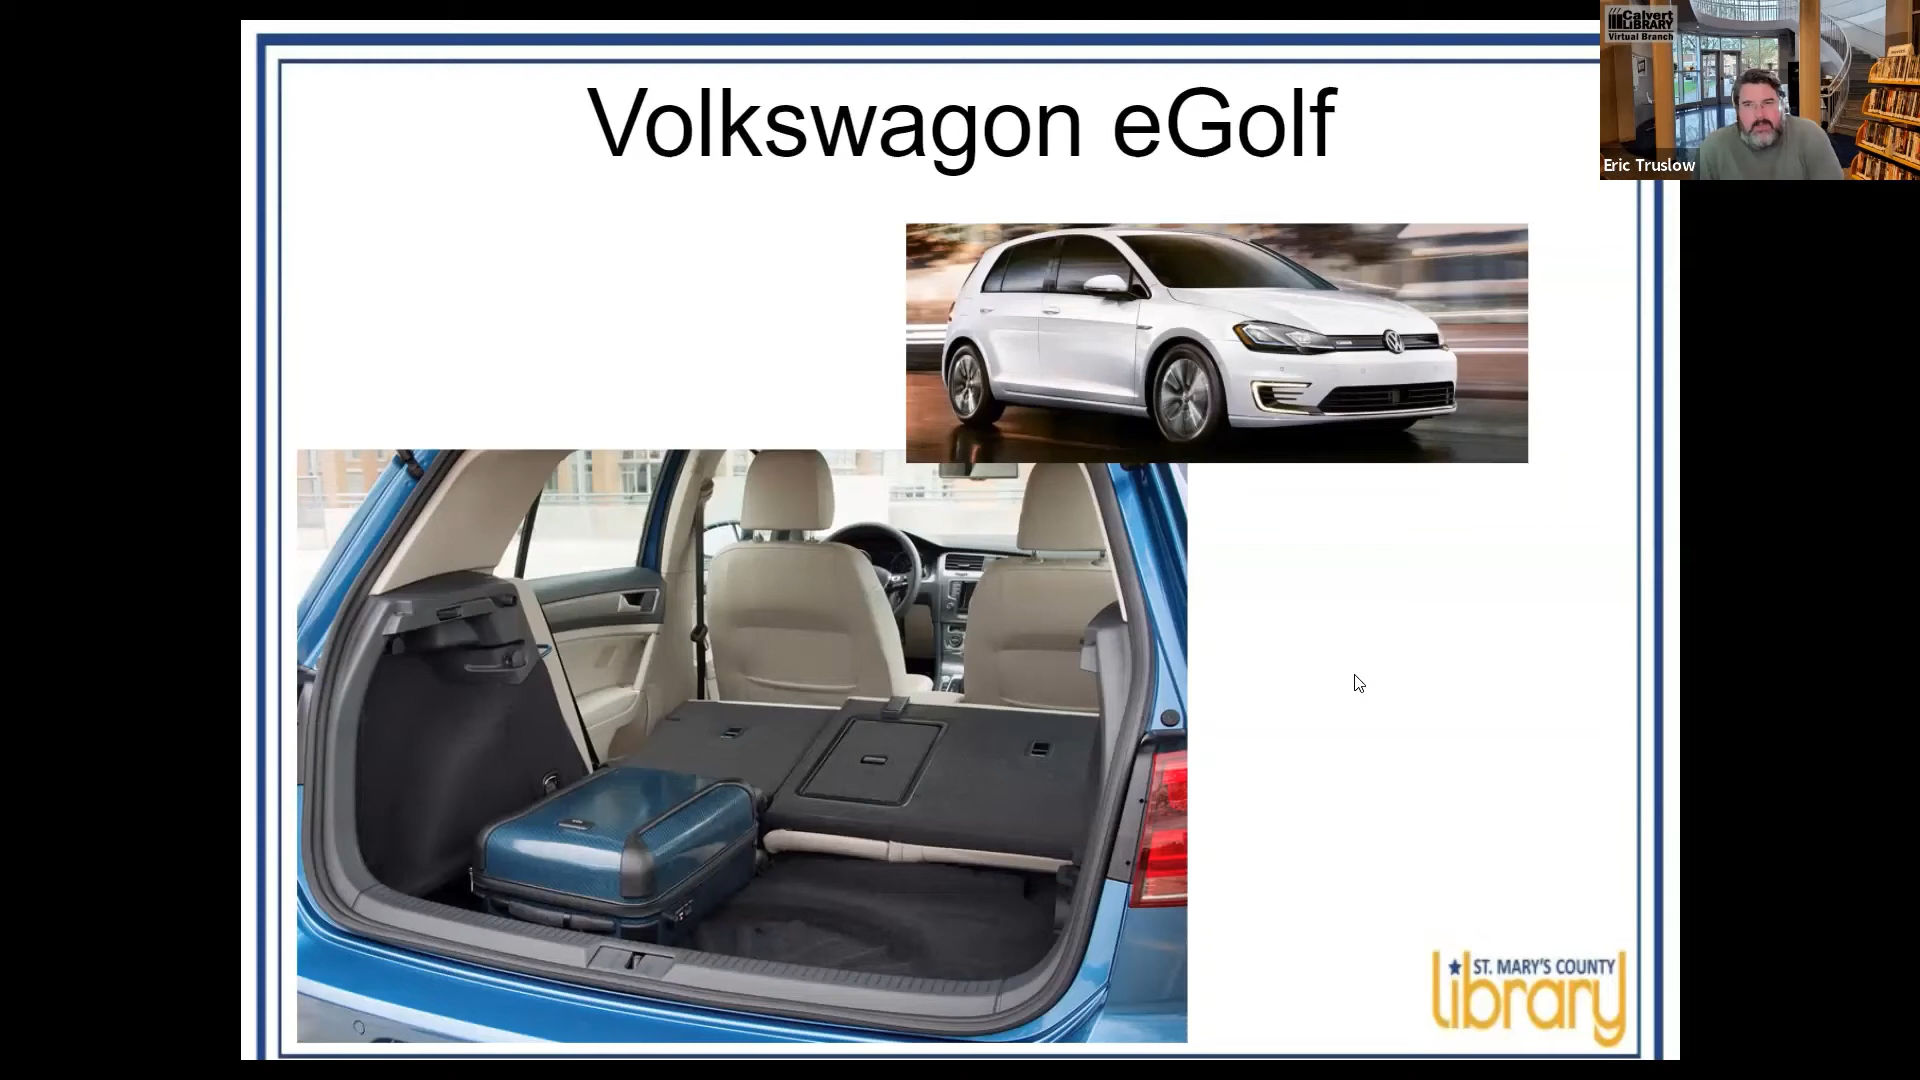 Volkswagon eGolf
Calvert
LIBRARY
Virtual Branch
Eric Truslow
ST. MARY'S COUNTY
library